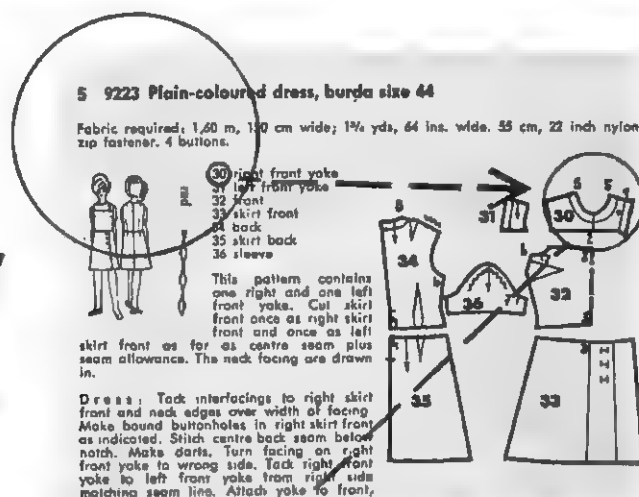 5 9223 Plain-coloured dress, burda size 44
Fabric required: 1,60 m, 130 cm wide; 1¾ yds, 64 ins. wide. 55 cm, 22 inch nylon
zip fastener. 4 buttons.
30 right front yoke
31 left front yoke
32 front
33 skirt front
34 back
35 skirt back
36 sleeve
red
This pattern contains
one right and one left
front yoke. Cut skirt
front once as right skirt
front and once as left
skirt front as for as centre seam plus
seam allowance. The neck facing are drawn
in.
Dress: Tack interfacings to right skirt
front and neck edges over width of facing
Make bound buttonholes in right skirt front
as indicated. Stitch centre back seam below
notch. Make darts. Turn facing on right
front yoke to wrong side. Tack right front
yoke to left front yoke from right side
matching seam line. Attach yoke to front,
5 5
31
30
8
34
36
1
32
35
33